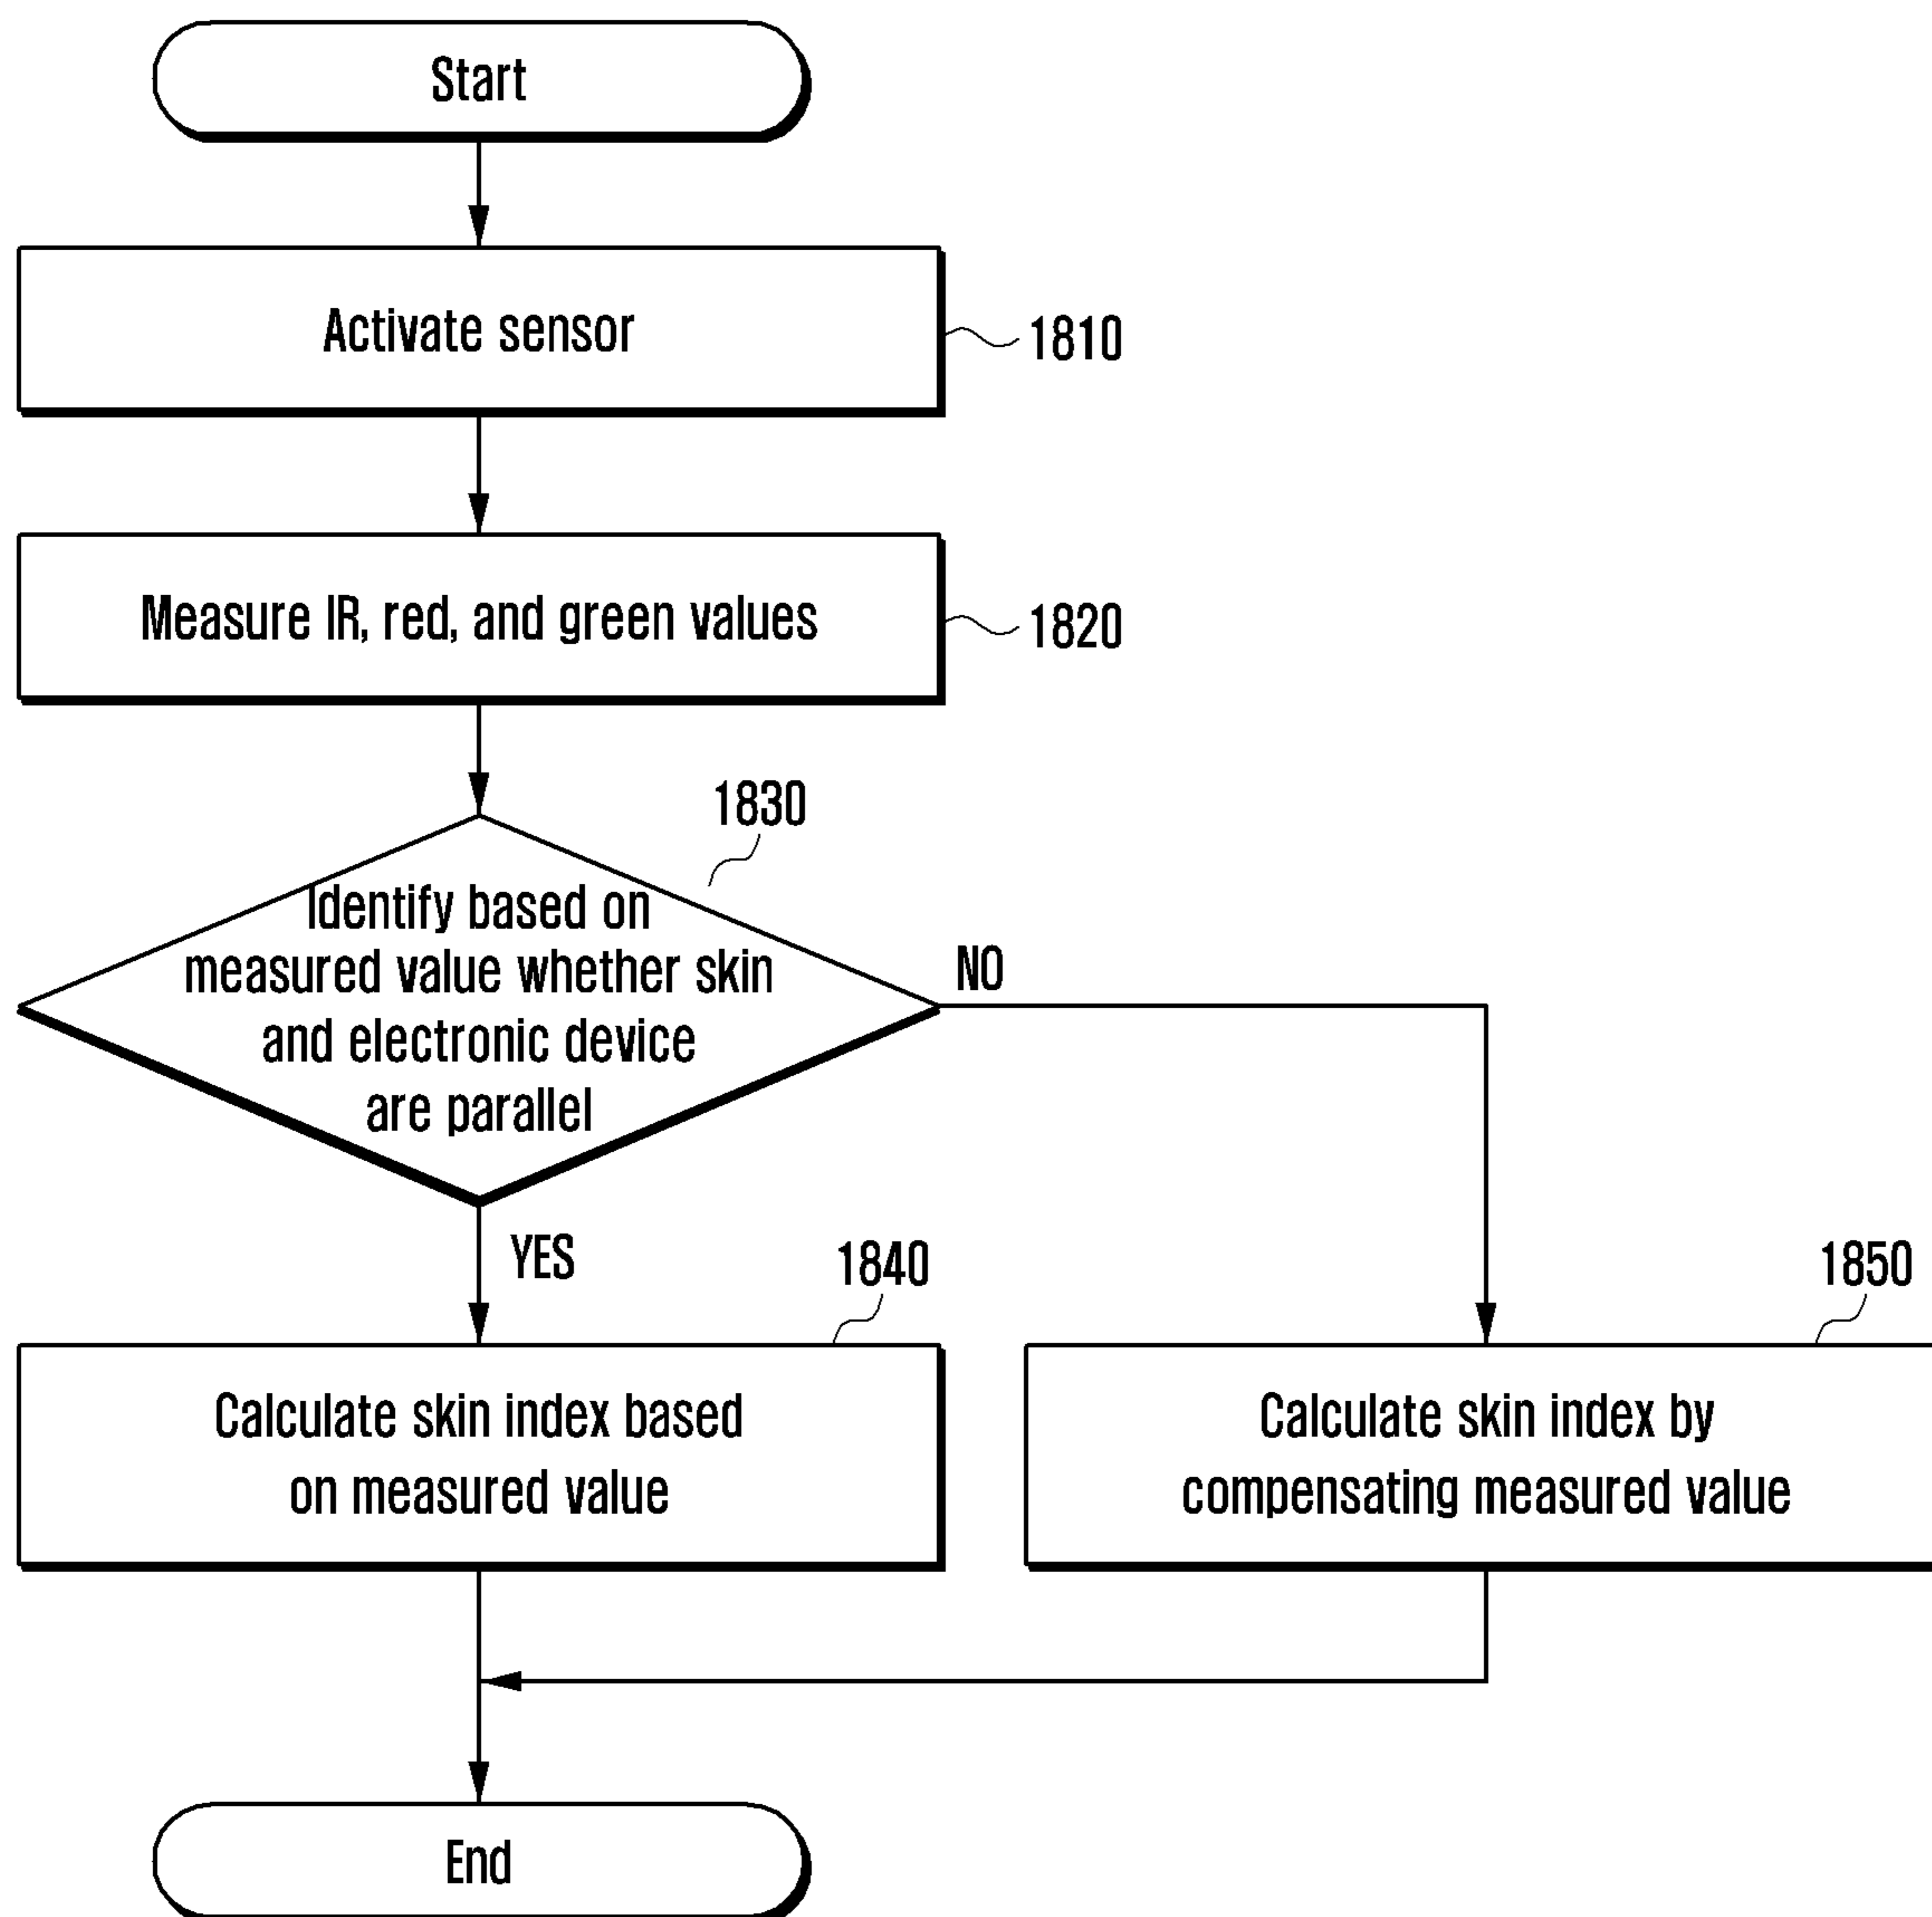 Start
Activate sensor
1810
Measure IR, red, and green values
1820
1830
Identify based on
measured value whether skin
and electronic device
are parallel
NO
YES
1840
Calculate skin index based
on measured value
1850
Calculate skin index by
compensating measured value
End